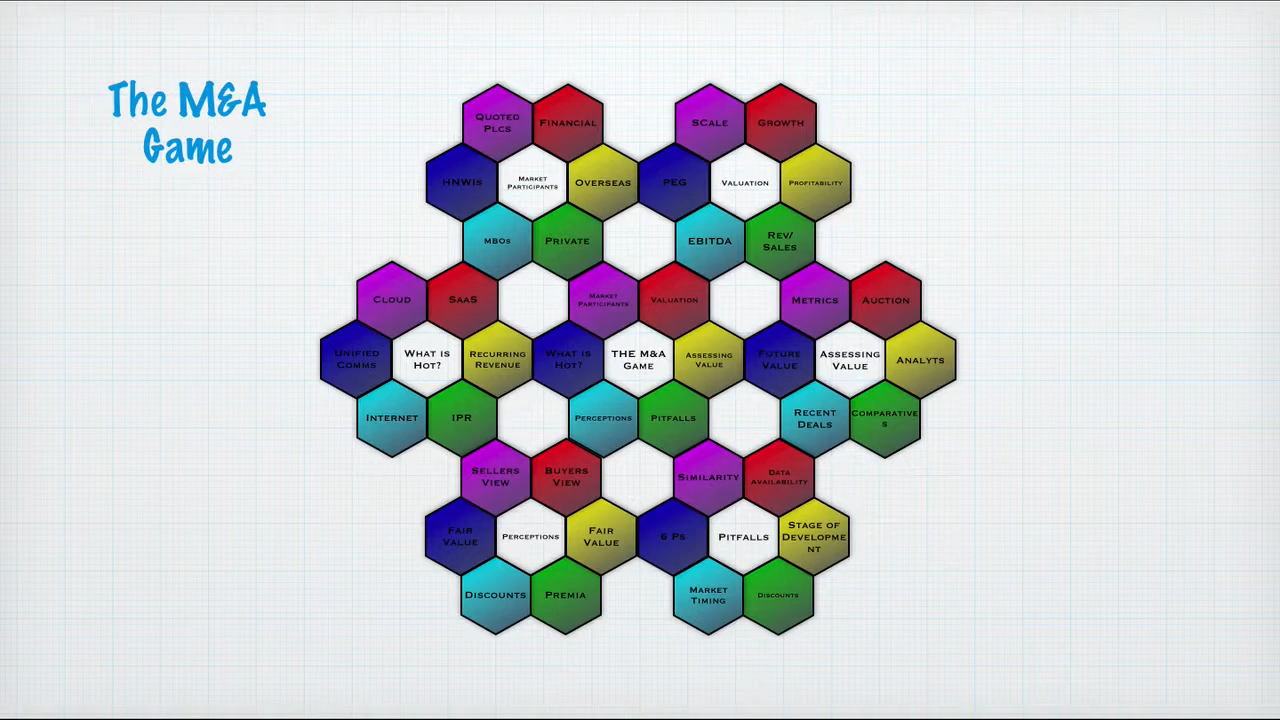 The M&A
Game
QUOTED
PLCS
FINANCIAL
SCALE
GROWTH
HNWIS
MARKET
PARTICIPANTS
OVERSEAS
PEG
VALUATION
PROFITABILITY
MBOS
PRIVATE
EBITDA
REV/
SALES
CLOUD
SAAS
MARKET
PARTICIPANTS
VALUATION
METRICS
AUCTION
UNIFIED
COMMS
WHAT IS
HOT?
RECURRING
REVENUE
WHAT IS
HOT?
THE M&A
GAME
ASSESSING
VALUE
FUTURE
VALUE
ASSESSING
VALUE
ANALYTS
INTERNET
IPR
PERCEPTIONS
PITFALLS
RECENT
DEALS
COMPARATIVE
S
SELLERS
VIEW
BUYERS
VIEW
SIMILARITY
DATA
AVAILABILITY
FAIR
VALUE
PERCEPTIONS
FAIR
VALUE
6 PS
PITFALLS
STAGE OF
DEVELOPME
NT
DISCOUNTS
PREMIA
MARKET
TIMING
DISCOUNTS